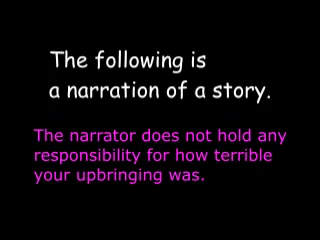 The following is
a narration of a story.
The narrator does not hold any
responsibility for how terrible
your upbringing was.